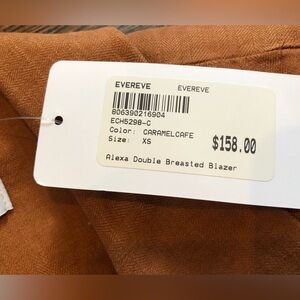 EVEREVE EVEREVE
806390216904
ECH5298-C
Color: CARAMELCAFE
Size: XS
$158.00
Alexa Double Breasted Blazer